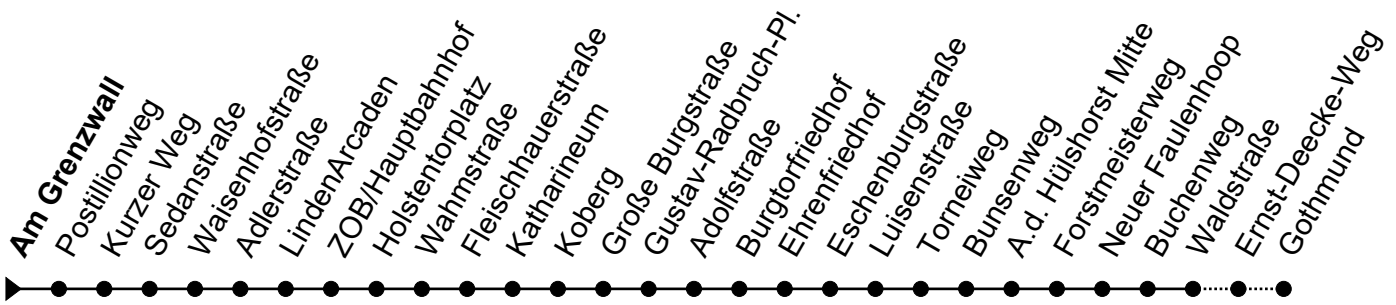 Am Grenzwall
Postillionweg
Kurzer Weg
Sedanstraße
Waisenhofstraße
Adlerstraße
LindenArcaden
ZOB/Hauptbahnhof
Holstentorplatz
Wahmstraße
Fleischhauerstraße
Katharineum
Koberg
Große Burgstraße
Gustav-Radbruch-Pl.
Adolfstraße
Burgtorfriedhof
Ehrenfriedhof
Eschenburgstraße
Luisenstraße
Torneiweg
Bunsenweg
A.d. Hülshorst Mitte
Forstmeisterweg
Neuer Faulenhoop
Buchenweg
Waldstraße
Ernst-Deecke-Weg
Gothmund